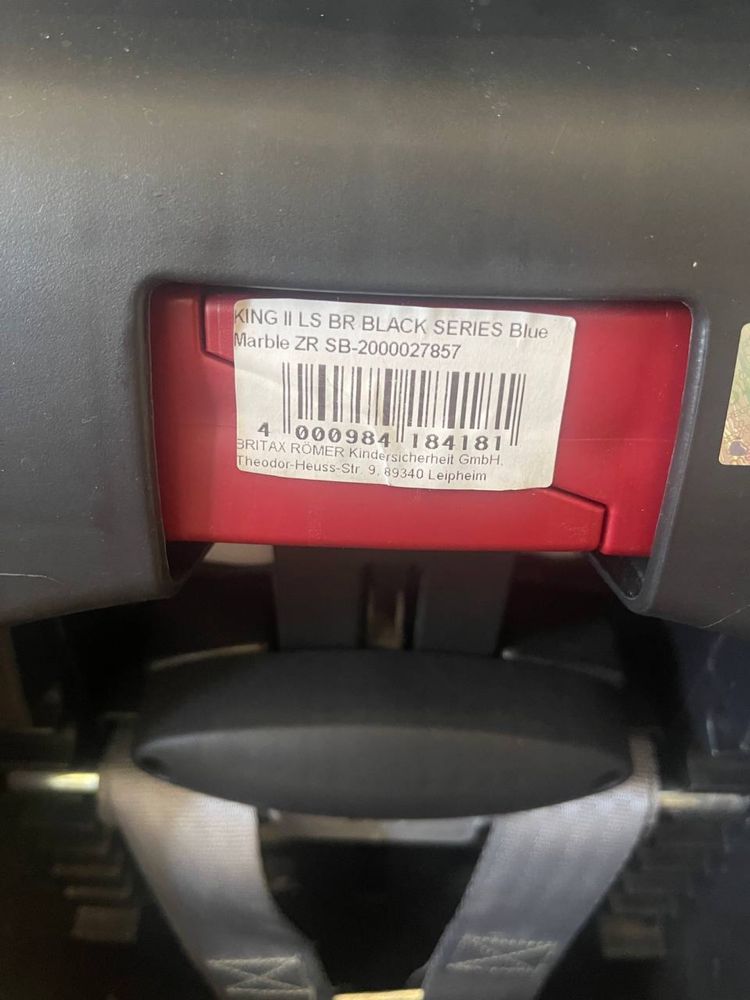 KING II LS BR BLACK SERIES Blue
Marble ZR SB-2000027857
4 000984 184181
BRITAX RÖMER Kindersicherheit GmbH,
Theodor-Heuss-Str. 9, 89340 Leipheim